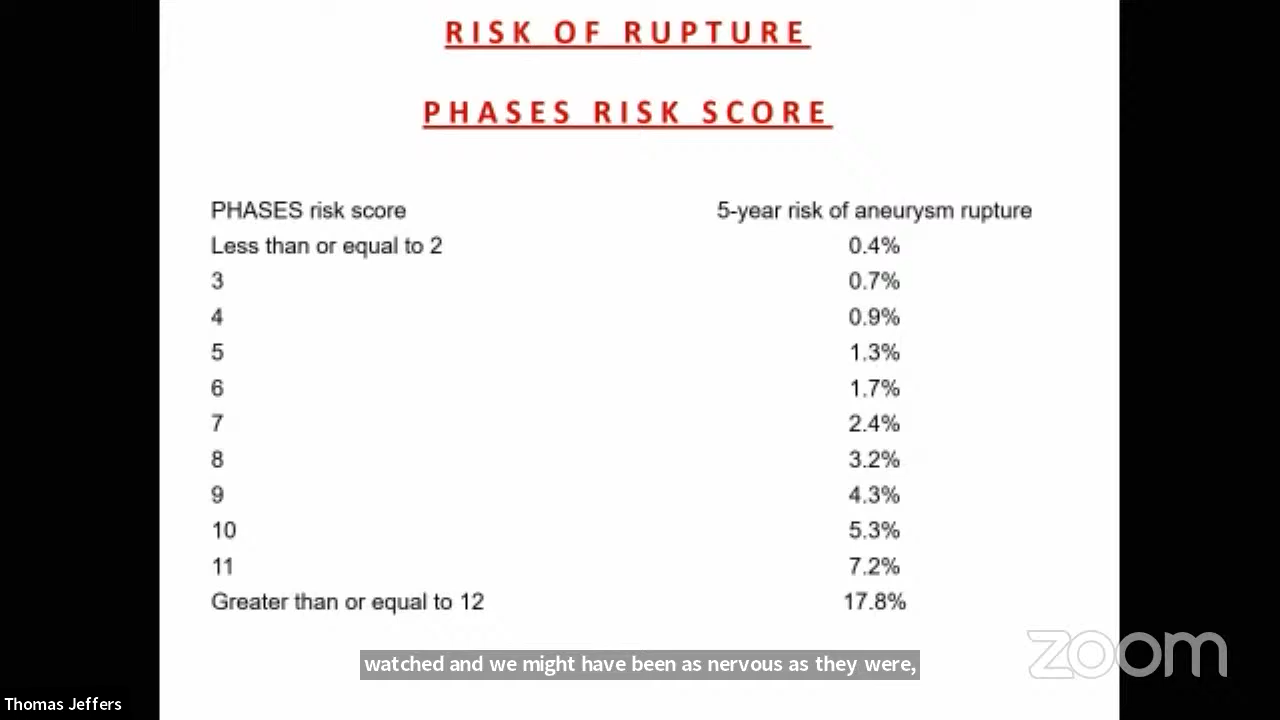 RISK OF RUPTURE
PHASES RISK SCORE
PHASES risk score 5-year risk of aneurysm rupture
Less than or equal to 2 0.4%
3 0.7%
4 0.9%
5 1.3%
6 1.7%
7 2.4%
8 3.2%
9 4.3%
10 5.3%
11 7.2%
Greater than or equal to 12 17.8%
watched and we might have been as nervous as they were,
zoom
Thomas Jeffers